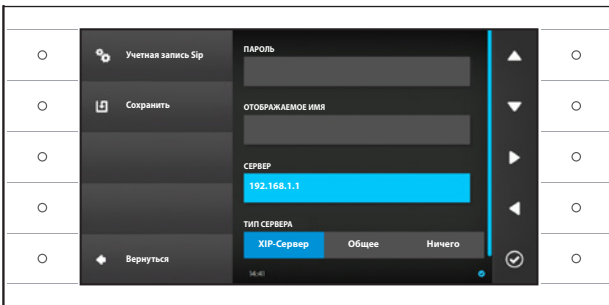 Учетная запись Sip
Сохранить
Вернуться
ПАРОЛЬ
ОТОБРАЖАЕМОЕ ИМЯ
СЕРВЕР
192.168.1.1
ТИП СЕРВЕРА
XIP-Сервер Общее Ничего
14:41